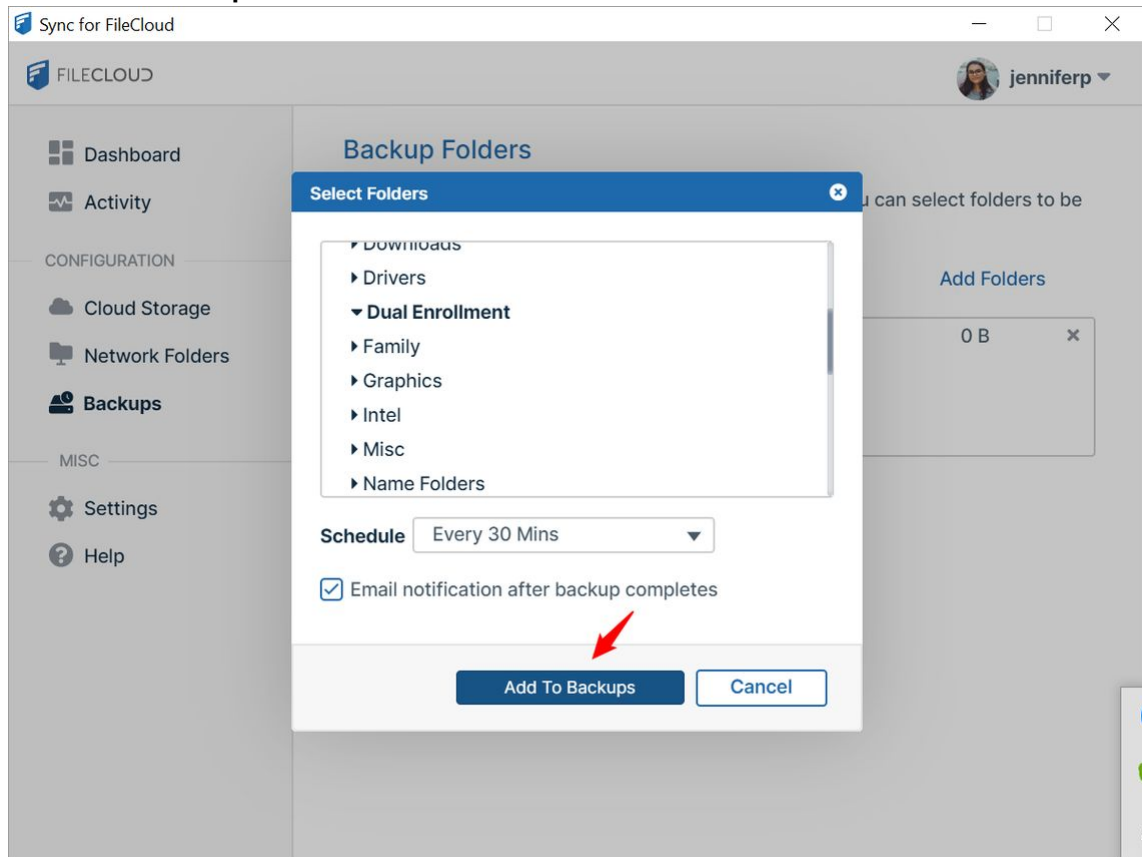 Sync for FileCloud
FILECLOUD
jenniferp
Dashboard
Activity
CONFIGURATION
Cloud Storage
Network Folders
Backups
MISC
Settings
Help
Backup Folders
can select folders to be
Add Folders
0 B
Select Folders
Downloads
Drivers
Dual Enrollment
Family
Graphics
Intel
Misc
Name Folders
Schedule Every 30 Mins
Email notification after backup completes
Add To Backups
Cancel